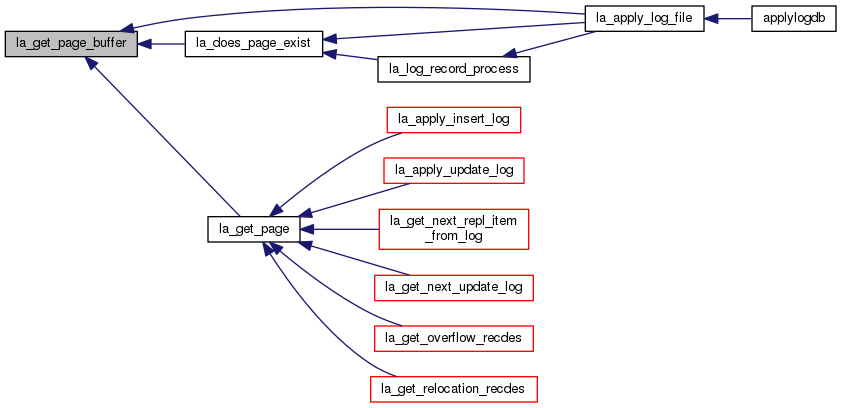 la_get_page_buffer
la_does_page_exist
la_apply_log_file
applylogdb
la_log_record_process
la_get_page
la_apply_insert_log
la_apply_update_log
la_get_next_repl_item
_from_log
la_get_next_update_log
la_get_overflow_recdes
la_get_relocation_recdes